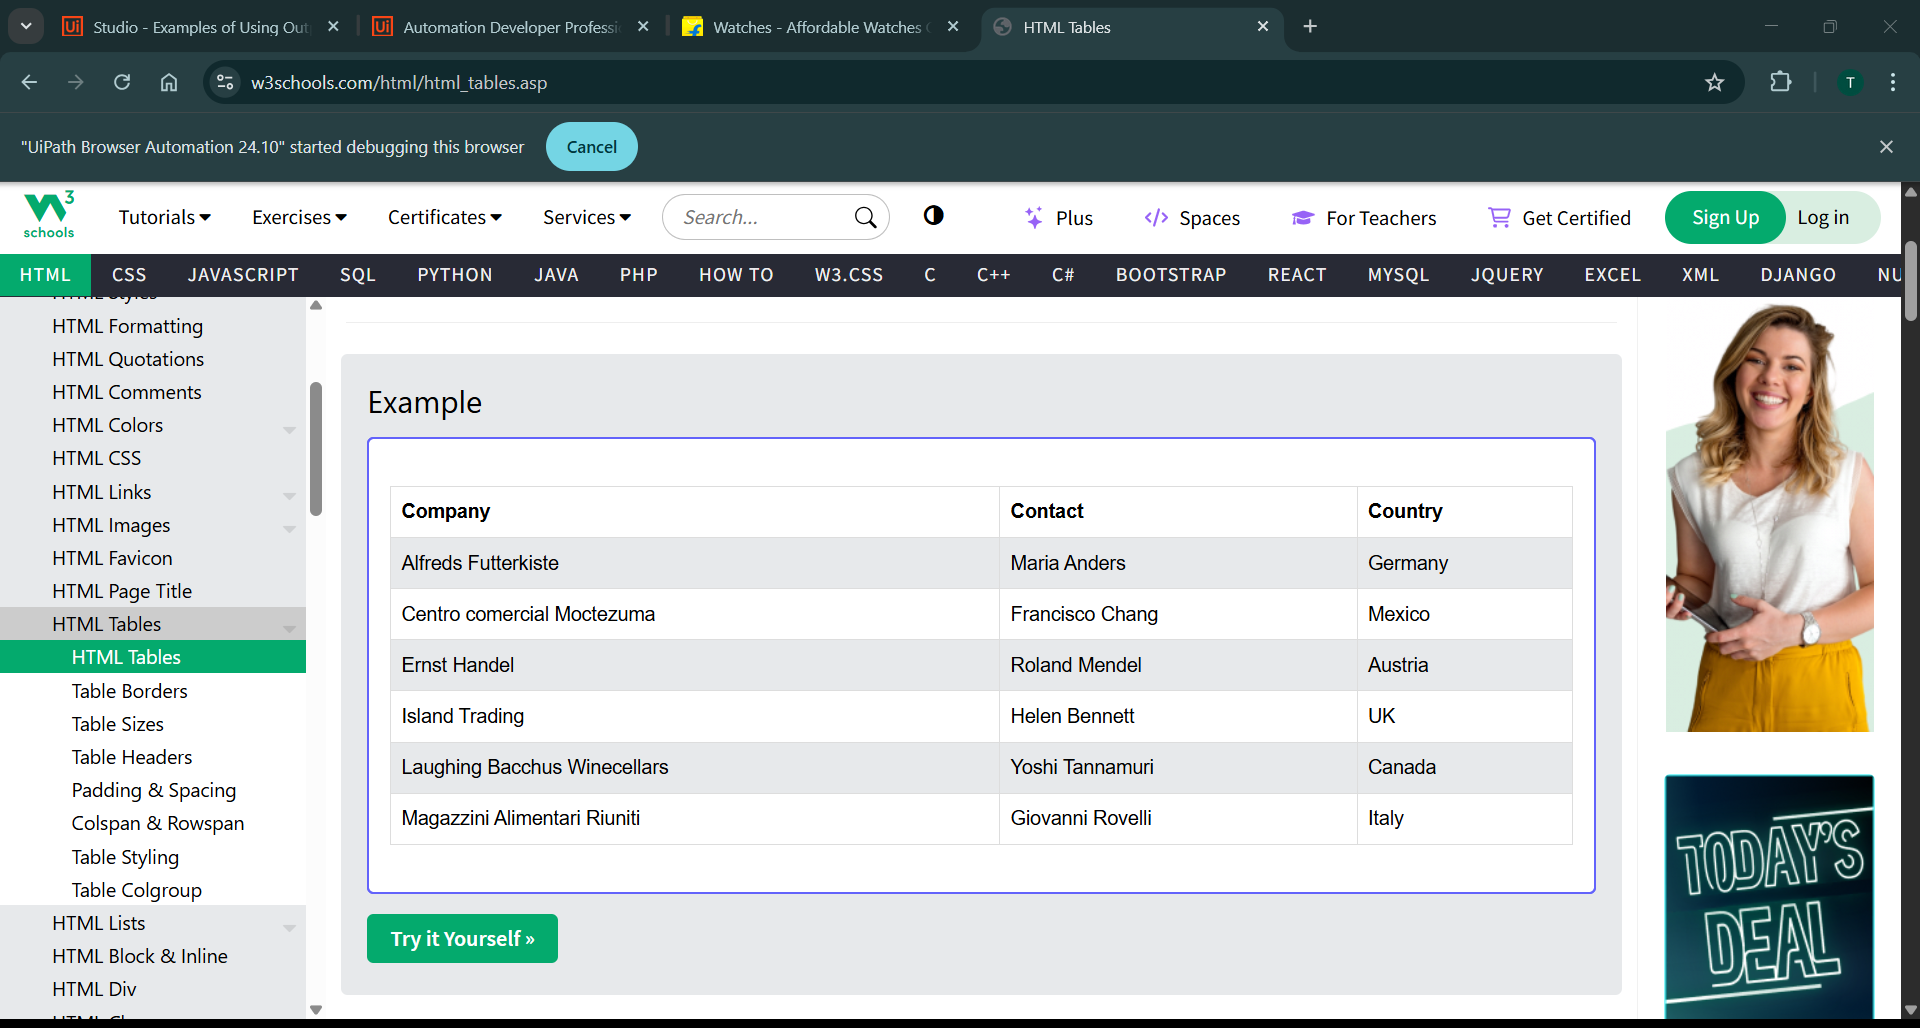 Studio - Examples of Using Out
Automation Developer Professi
Watches - Affordable Watches
HTML Tables
w3schools.com/html/html_tables.asp
T
"UiPath Browser Automation 24.10" started debugging this browser
Cancel
3
schools
Tutorials
Exercises
Certificates
Services
Search...
Plus
Spaces
For Teachers
Get Certified
Sign Up
Log in
HTML CSS JAVASCRIPT SQL PYTHON JAVA PHP HOW TO W3.CSS C C++ C# BOOTSTRAP REACT MYSQL JQUERY EXCEL XML DJANGO NU
HTML Styles
HTML Formatting
HTML Quotations
HTML Comments
HTML Colors
HTML CSS
HTML Links
HTML Images
HTML Favicon
HTML Page Title
HTML Tables
HTML Tables
Table Borders
Table Sizes
Table Headers
Padding & Spacing
Colspan & Rowspan
Table Styling
Table Colgroup
HTML Lists
HTML Block & Inline
HTML Div
Example
Company Contact Country
Alfreds Futterkiste Maria Anders Germany
Centro comercial Moctezuma Francisco Chang Mexico
Ernst Handel Roland Mendel Austria
Island Trading Helen Bennett UK
Laughing Bacchus Winecellars Yoshi Tannamuri Canada
Magazzini Alimentari Riuniti Giovanni Rovelli Italy
Try it Yourself »
TODAY'S
DEAL